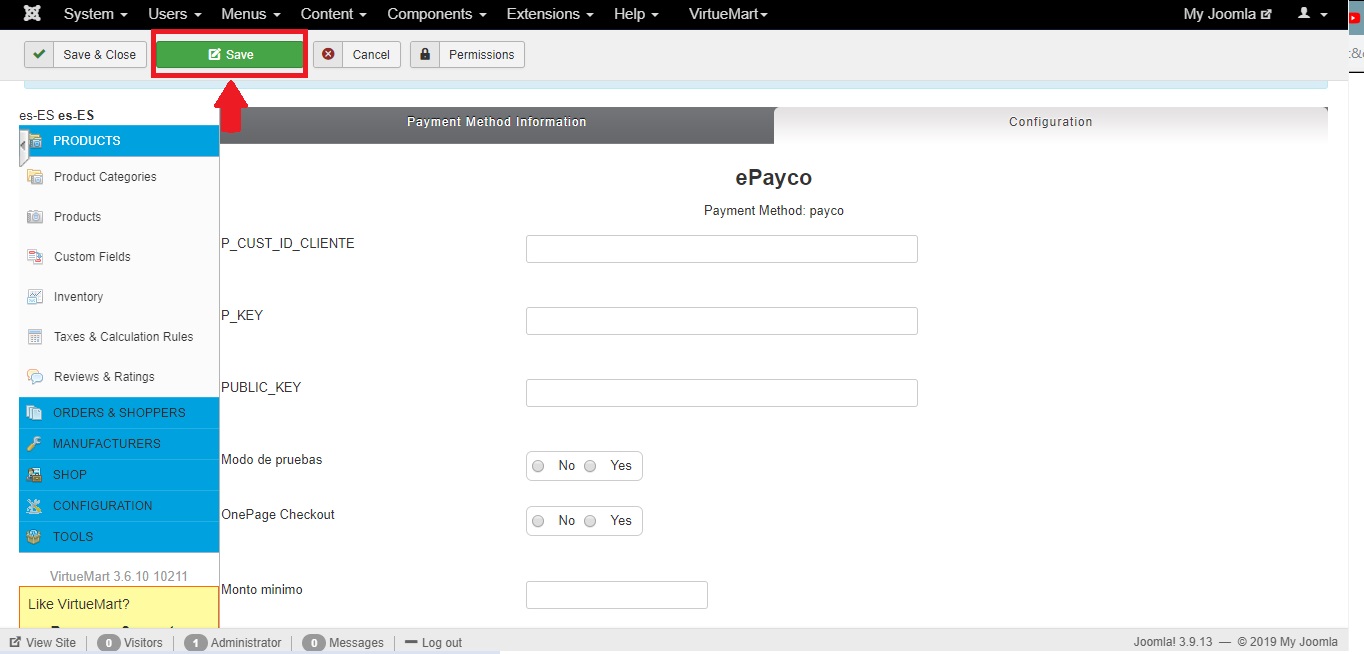 System Users Menus Content Components Extensions Help VirtueMart My Joomla
Save & Close Save Cancel Permissions
es-ES es-ES
Payment Method Information Configuration
PRODUCTS
Product Categories
Products
Custom Fields
Inventory
Taxes & Calculation Rules
Reviews & Ratings
ORDERS & SHOPPERS
MANUFACTURERS
SHOP
CONFIGURATION
TOOLS
VirtueMart 3.6.10 10211
Like VirtueMart?
ePayco
Payment Method: payco
P_CUST_ID_CLIENTE
P_KEY
PUBLIC_KEY
Modo de pruebas No Yes
OnePage Checkout No Yes
Monto minimo
View Site 0 Visitors 1 Administrator 0 Messages Log out Joomla! 3.9.13 — © 2019 My Joomla